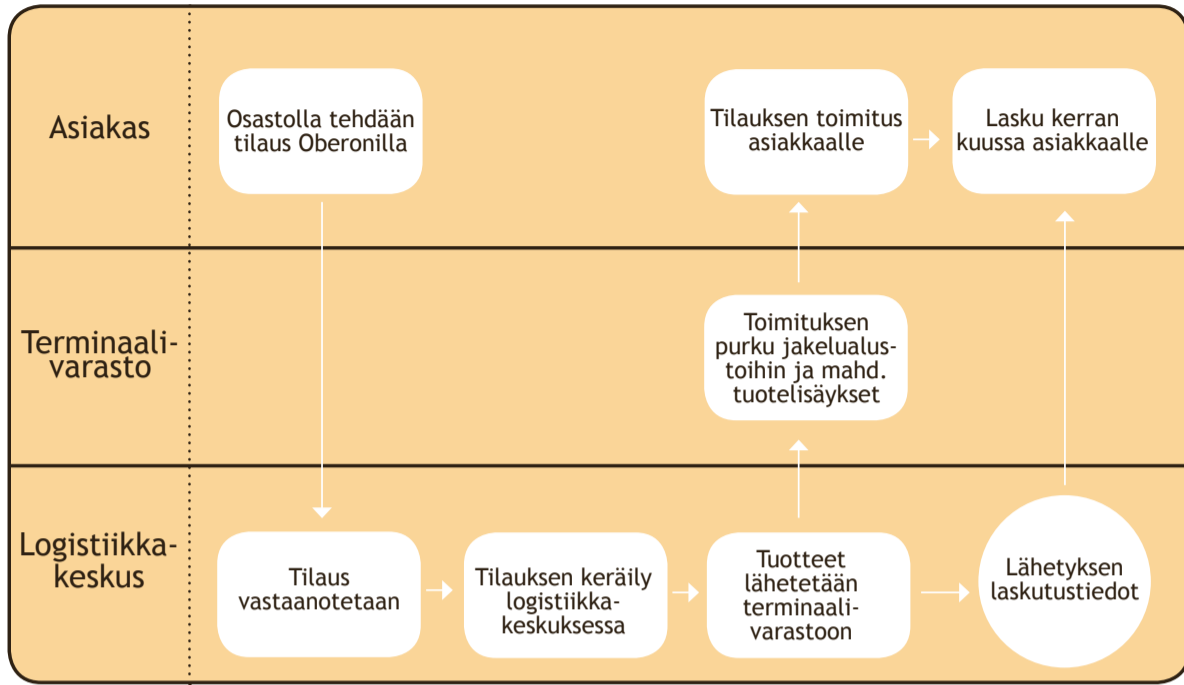 Asiakas
Osastolla tehdään
tilaus Oberonilla
Tilauksen toimitus
asiakkaalle
Lasku kerran
kuussa asiakkaalle
Terminaali-
varasto
Toimituksen
purku jakelualus-
toihin ja mahd.
tuotelisäykset
Logistiikka-
keskus
Tilaus
vastaanotetaan
Tilauksen keräily
logistiikka-
keskuksessa
Tuotteet
lähetetään
terminaali-
varastoon
Lähetyksen
laskutustiedot